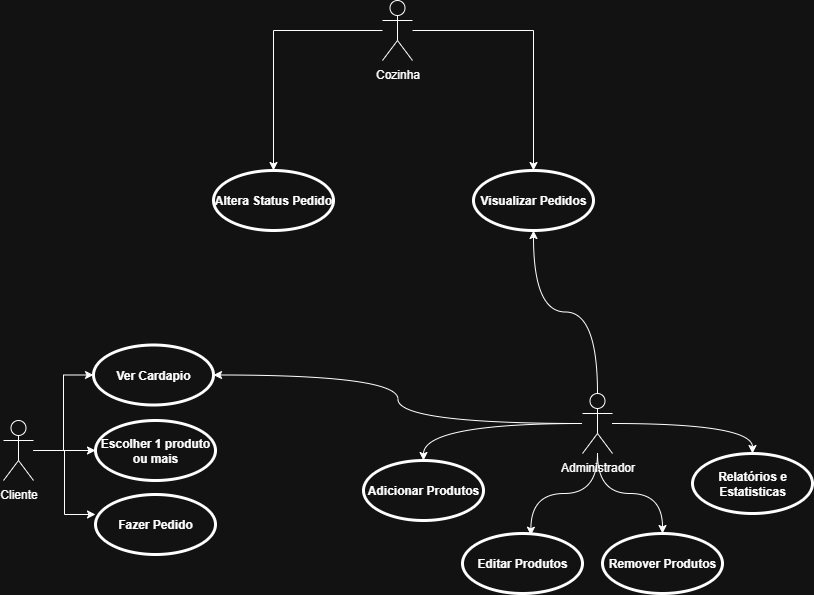 Cozinha
Altera Status Pedido
Visualizar Pedidos
Ver Cardapio
Escolher 1 produto
ou mais
Cliente
Fazer Pedido
Administrador
Adicionar Produtos
Relatórios e
Estatisticas
Editar Produtos
Remover Produtos